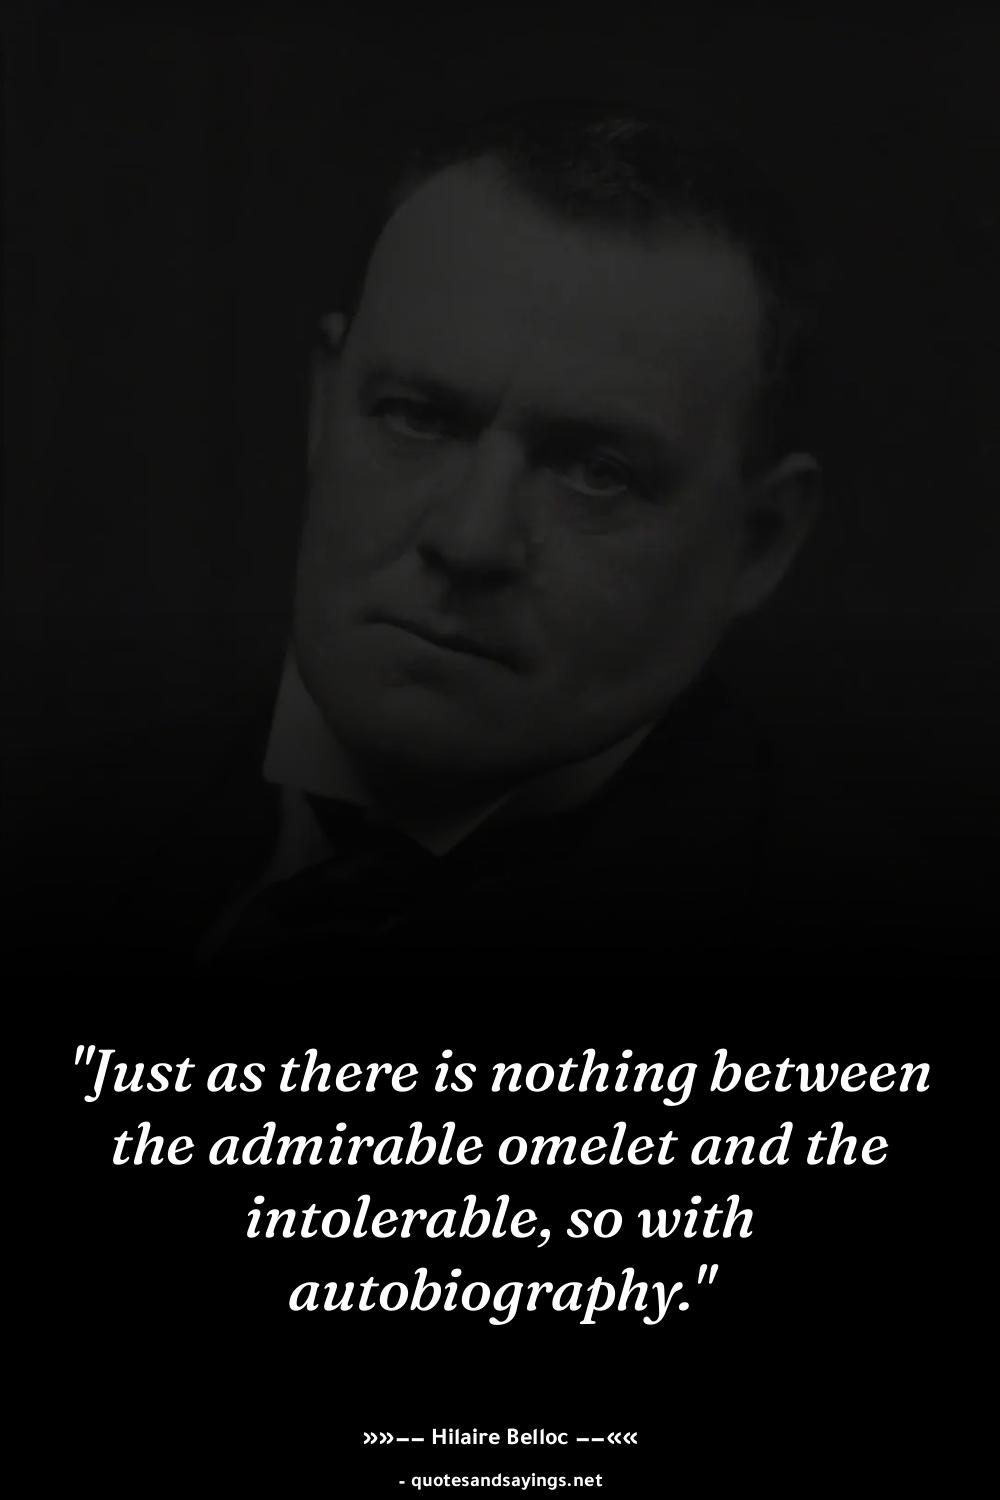 "Just as there is nothing between
the admirable omelet and the
intolerable, so with
autobiography."
»»−− Hilaire Belloc −−««
- quotesandsayings.net